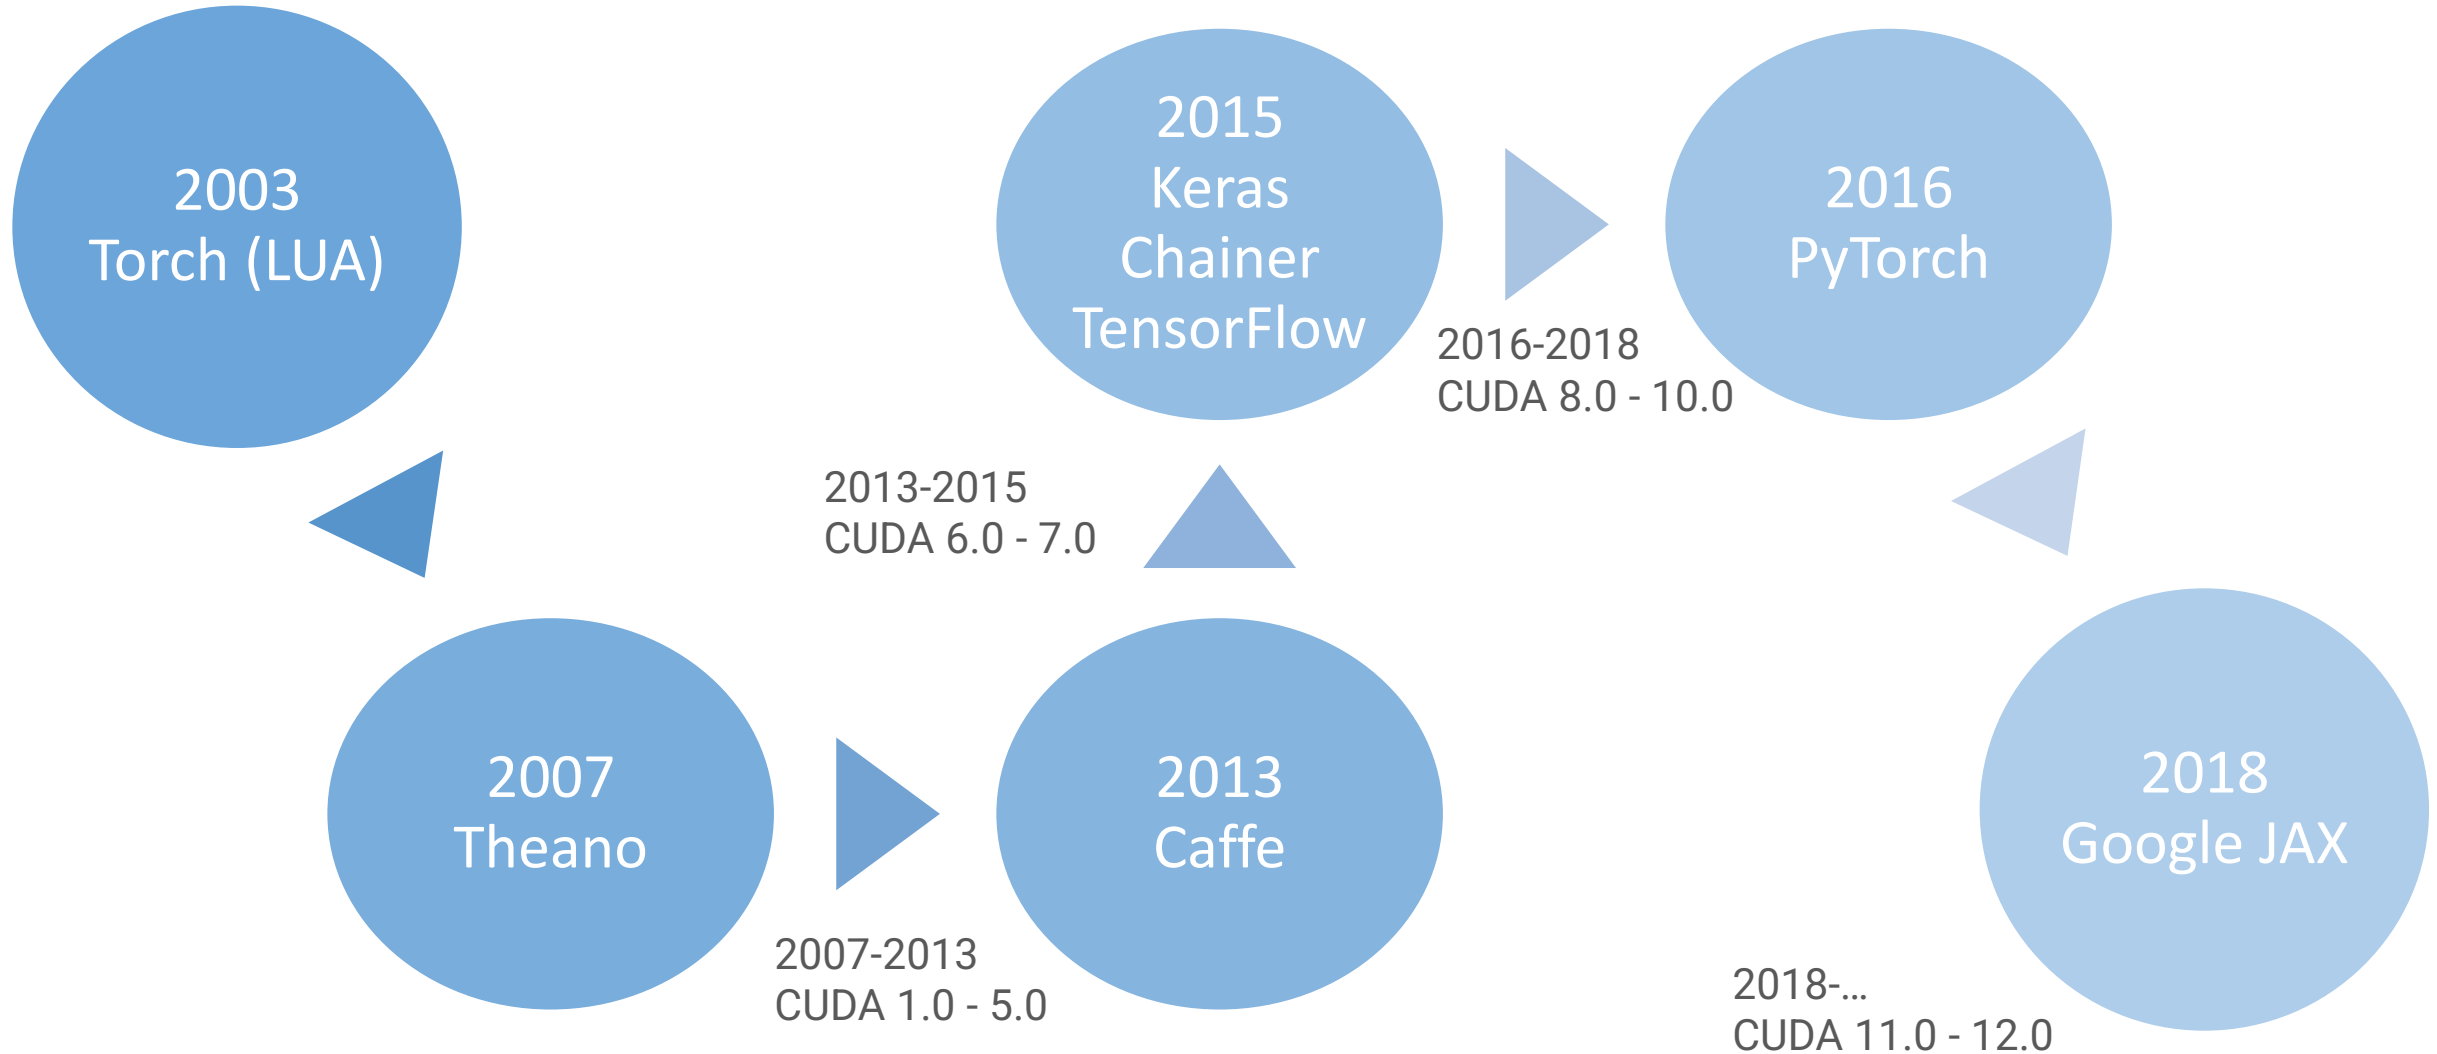 2003
Torch (LUA)
2007
Theano
2007-2013
CUDA 1.0 - 5.0
2013
Caffe
2013-2015
CUDA 6.0 - 7.0
2015
Keras
Chainer
TensorFlow
2016-2018
CUDA 8.0 - 10.0
2016
PyTorch
2018
Google JAX
2018-...
CUDA 11.0 - 12.0